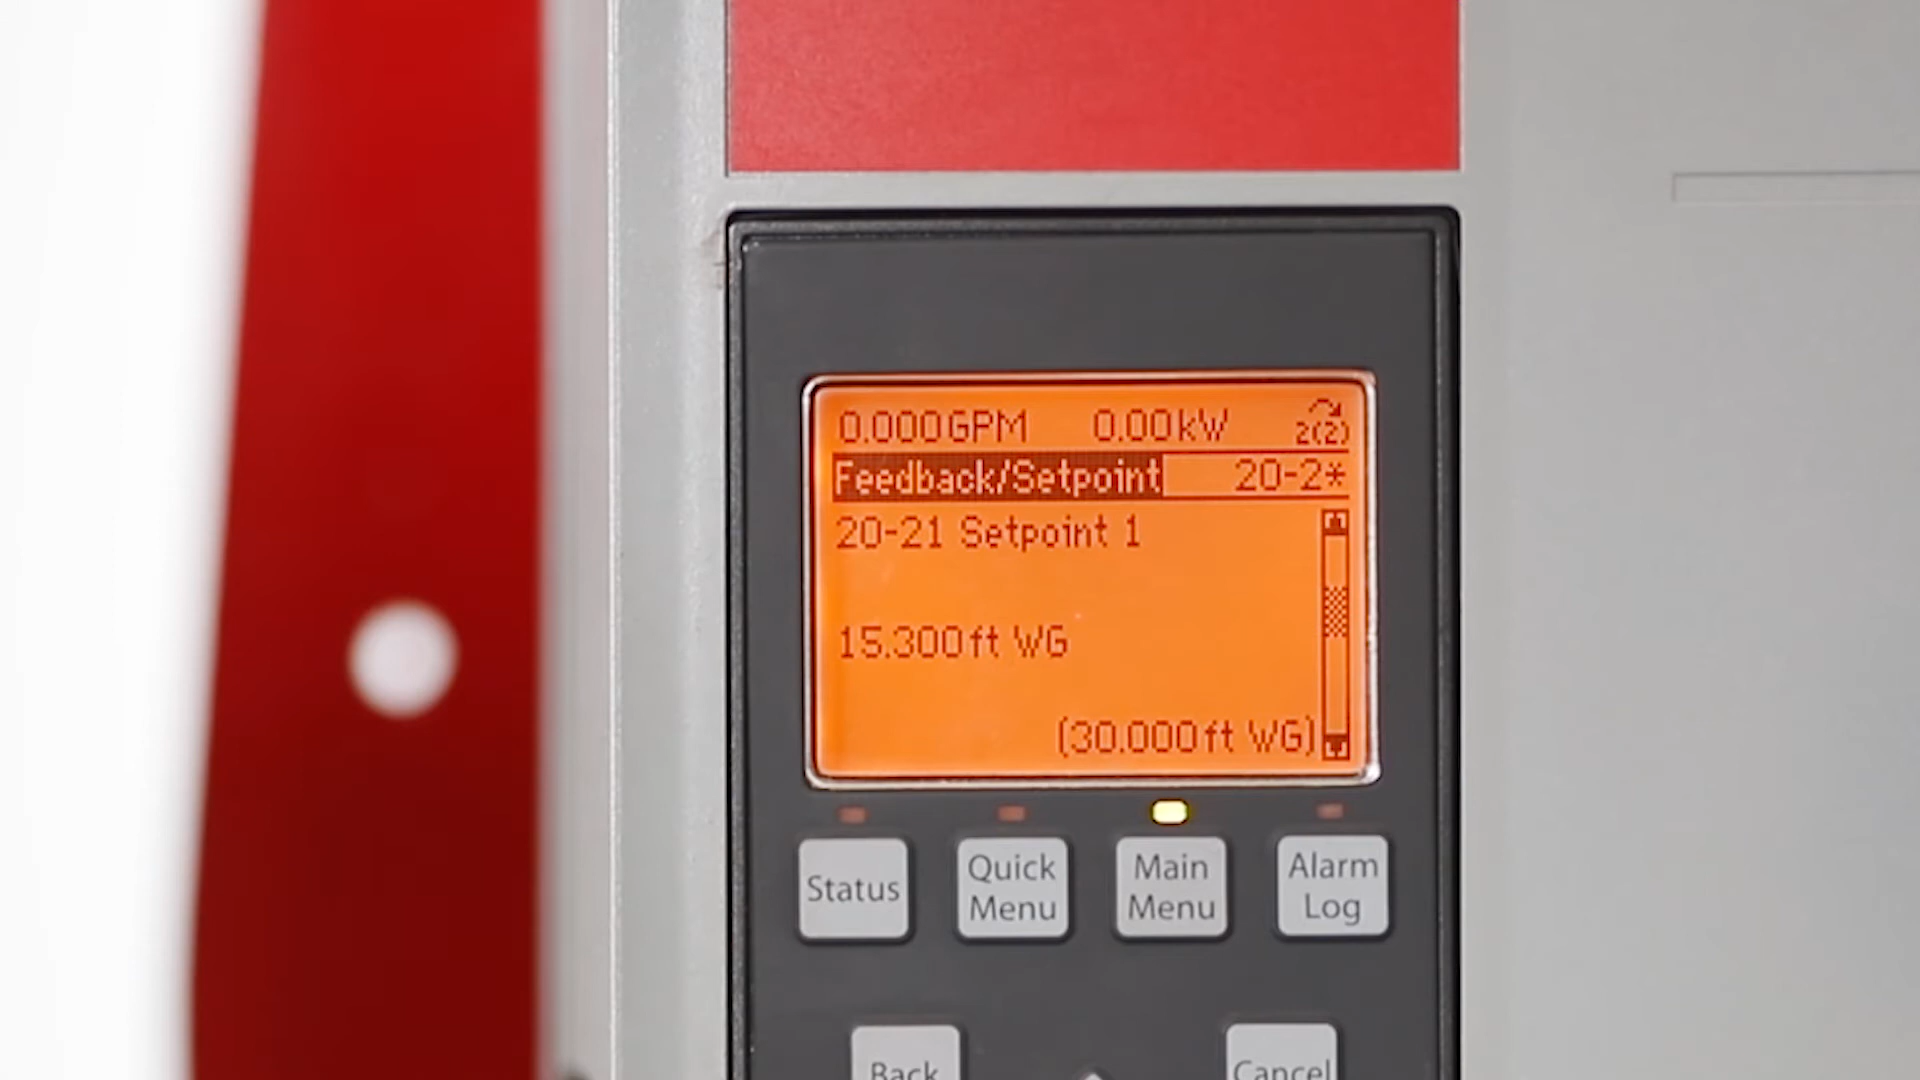 0.000GPM 0.00kW 2(2)
Feedback/Setpoint 20-2*
20-21 Setpoint 1
15.300ft WG
(30.000ft WG)
Status
Quick Menu
Main Menu
Alarm Log
Back
Cancel